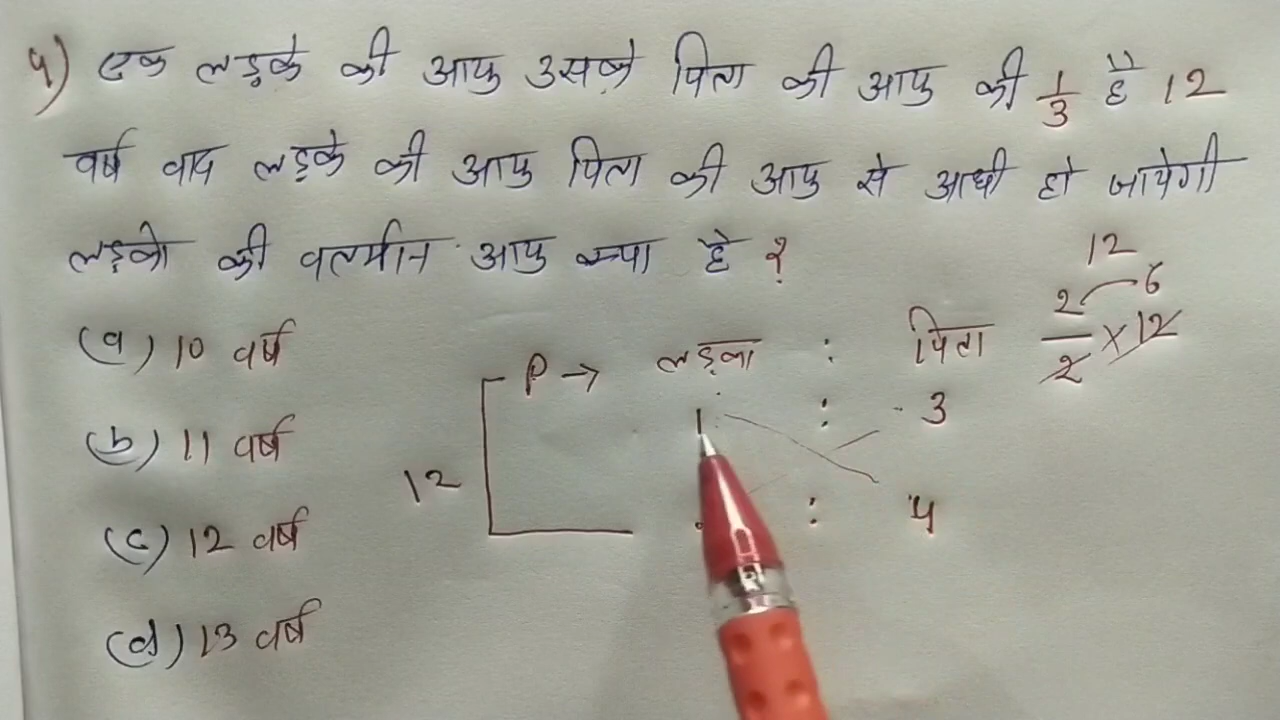 4) एक लड़के की आयु उसके पिता की आयु की 1/3 है 12
वर्ष बाद लड़के की आयु पिता की आयु से आधी हो जायेगी
लड़के की वर्तमान आयु क्या है ?
(a) 10 वर्ष
(b) 11 वर्ष
(c) 12 वर्ष
(d) 13 वर्ष
P → लड़का : पिता
1 : 3
12
: 4
12
2/2 × 12 6